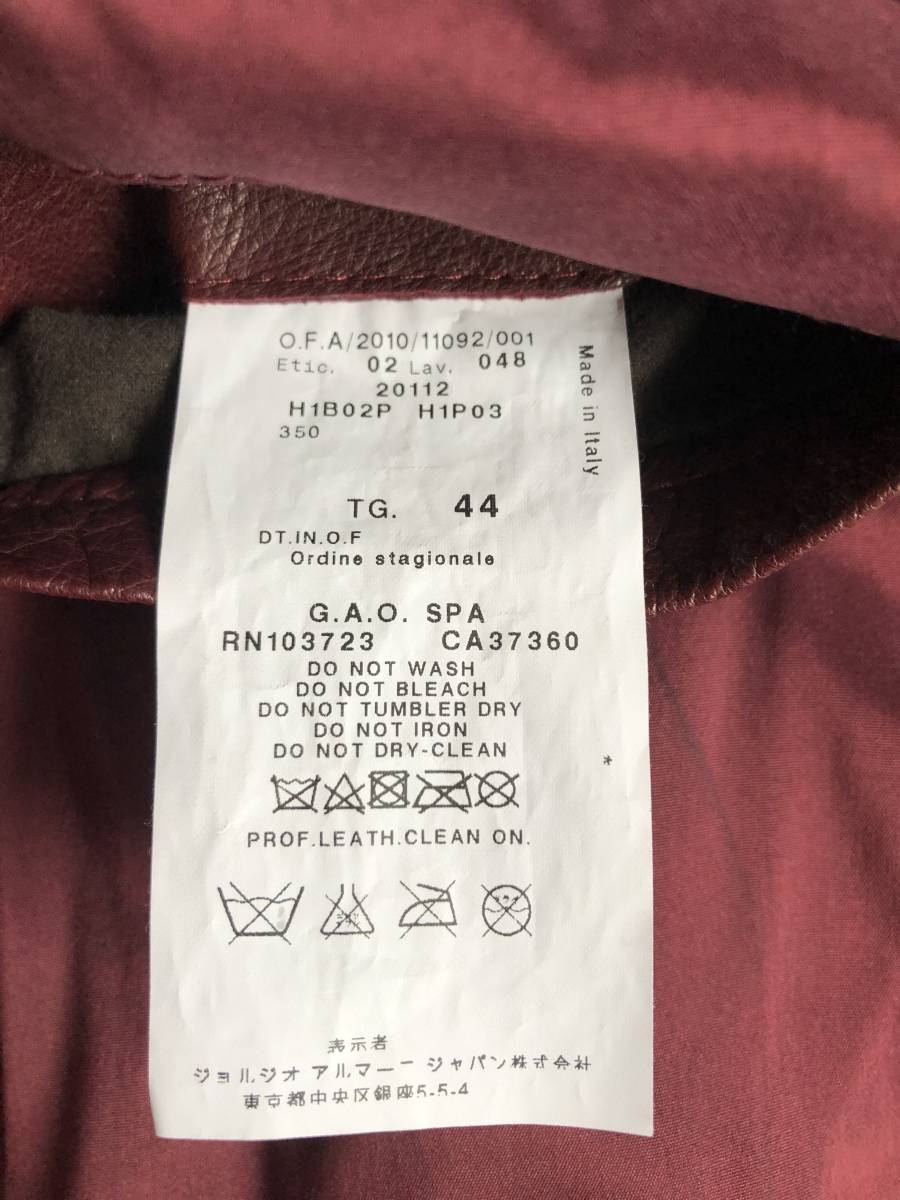 O.F.A/2010/11092/001
Etic. 02 Lav. 048
20112
H1B02P H1P03
350
Made in Italy
TG. 44
DT.IN.O.F
Ordine stagionale
G.A.O. SPA
RN103723 CA37360
DO NOT WASH
DO NOT BLEACH
DO NOT TUMBLER DRY
DO NOT IRON
DO NOT DRY-CLEAN
*
PROF.LEATH.CLEAN ON.
表示者
ジョルジオ アルマーニ ジャパン株式会社
東京都中央区銀座5-5-4